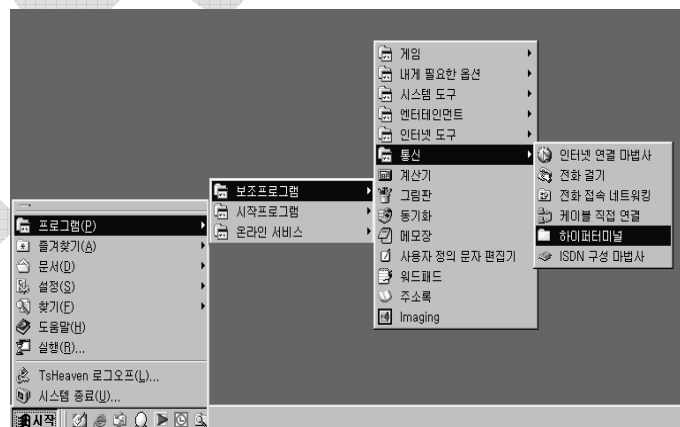 프로그램(P)
즐겨찾기(A)
문서(D)
설정(S)
찾기(F)
도움말(H)
실행(R)...
TsHeaven 로그오프(L)...
시스템 종료(U)...
시작
보조프로그램
시작프로그램
온라인 서비스
게임
내게 필요한 옵션
시스템 도구
엔터테인먼트
인터넷 도구
통신
계산기
그림판
동기화
메모장
사용자 정의 문자 편집기
워드패드
주소록
Imaging
인터넷 연결 마법사
전화 걸기
전화 접속 네트워킹
케이블 직접 연결
하이퍼터미널
ISDN 구성 마법사